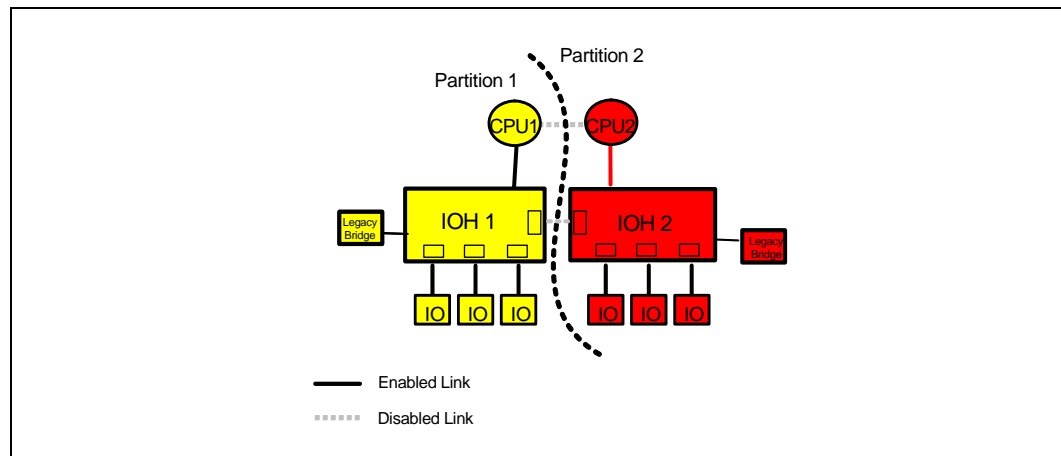 Partition 2
Partition 1
CPU1
CPU2
Legacy
Bridge
IOH 1
IOH 2
Legacy
Bridge
IO
IO
IO
IO
IO
IO
Enabled Link
Disabled Link